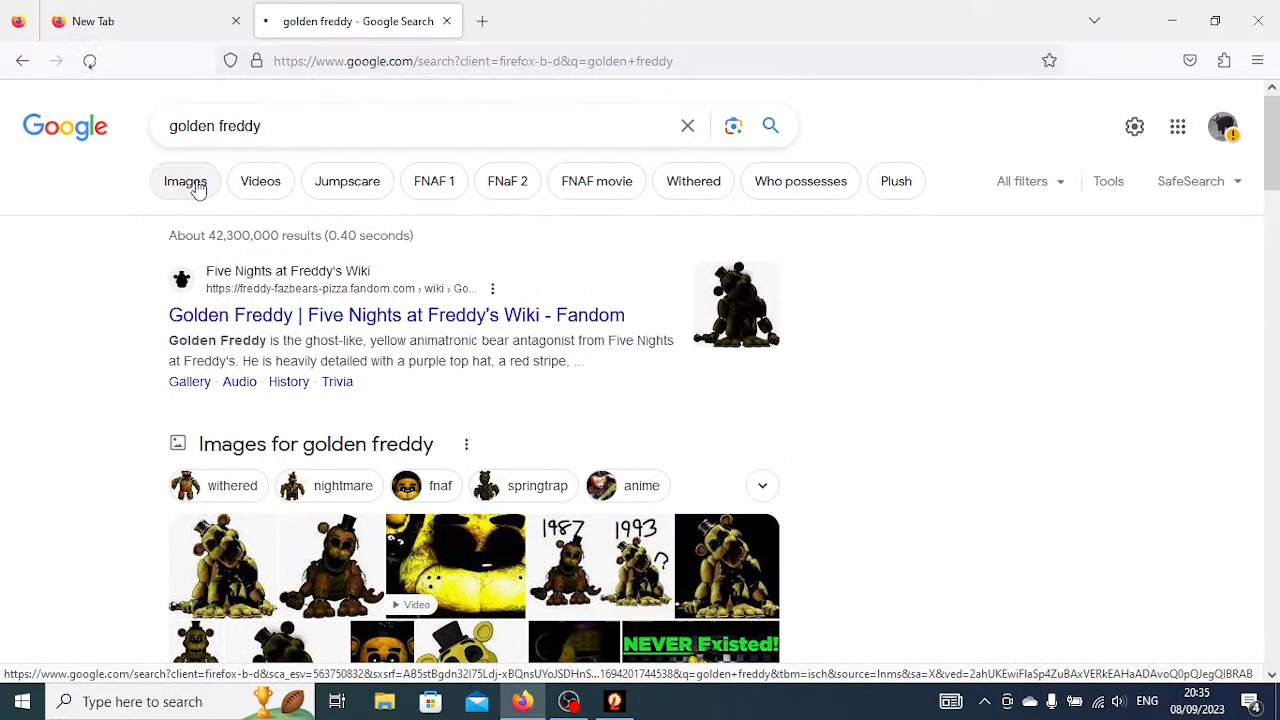 New Tab
golden freddy - Google Search
https://www.google.com/search?client=firefox-b-d&q=golden+freddy
Google
golden freddy
Images
Videos
Jumpscare
FNAF 1
FNaF 2
FNAF movie
Withered
Who possesses
Plush
All filters
Tools
SafeSearch
About 42,300,000 results (0.40 seconds)
Five Nights at Freddy's Wiki
https://freddy-fazbears-pizza.fandom.com › wiki › Go...
Golden Freddy | Five Nights at Freddy's Wiki - Fandom
Golden Freddy is the ghost-like, yellow animatronic bear antagonist from Five Nights
at Freddy's. He is heavily detailed with a purple top hat, a red stripe, ...
Gallery · Audio · History · Trivia
Images for golden freddy
withered
nightmare
fnaf
springtrap
anime
1987 1993
?
Video
NEVER Existed!
Type here to search
ENG
20:35
08/09/2023
4